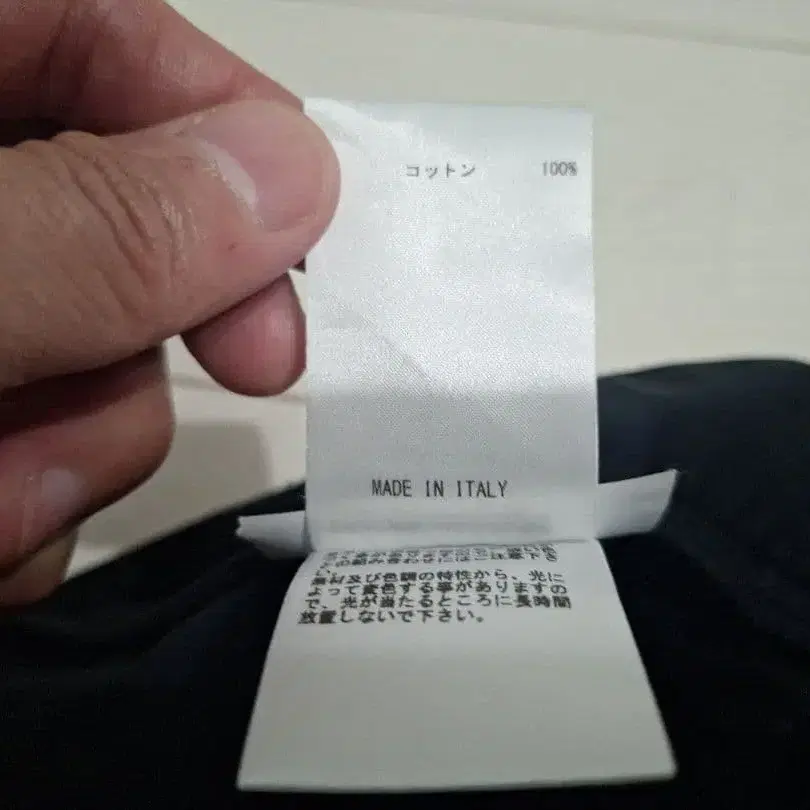 コットン 100%
MADE IN ITALY
素材及び色調の特性から、光に
よって変色する事がありますの
で、光が当たるところに長時間
放置しないで下さい。